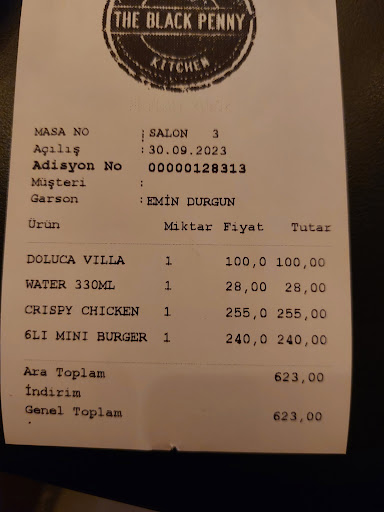 THE BLACK PENNY
KITCHEN
MASA NO : SALON 3
Açılış : 30.09.2023
Adisyon No 00000128313
Müşteri :
Garson : EMİN DURGUN
Ürün Miktar Fiyat Tutar
DOLUCA VILLA 1 100,0 100,00
WATER 330ML 1 28,00 28,00
CRISPY CHICKEN 1 255,0 255,00
6LI MINI BURGER 1 240,0 240,00
Ara Toplam 623,00
İndirim
Genel Toplam 623,00